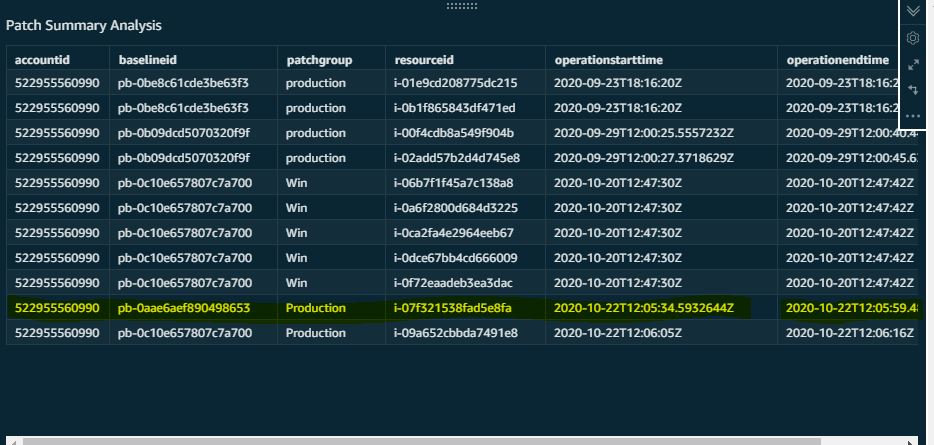 Patch Summary Analysis
accountid baselineid patchgroup resourceid operationstarttime operationendtime
522955560990 pb-0be8c61cde3be63f3 production i-01e9cd208775dc215 2020-09-23T18:16:20Z 2020-09-23T18:16:2
522955560990 pb-0be8c61cde3be63f3 production i-0b1f865843df471ed 2020-09-23T18:16:20Z 2020-09-23T18:16:2
522955560990 pb-0b09dcd5070320f9f production i-00f4cdb8a549f904b 2020-09-29T12:00:25.5557232Z 2020-09-29T12:00:40.4
522955560990 pb-0b09dcd5070320f9f production i-02add57b2d4d745e8 2020-09-29T12:00:27.3718629Z 2020-09-29T12:00:45.6
522955560990 pb-0c10e657807c7a700 Win i-06b7f1f45a7c138a8 2020-10-20T12:47:30Z 2020-10-20T12:47:42Z
522955560990 pb-0c10e657807c7a700 Win i-0a6f2800d684d3225 2020-10-20T12:47:30Z 2020-10-20T12:47:42Z
522955560990 pb-0c10e657807c7a700 Win i-0ca2fa4e2964eeb67 2020-10-20T12:47:30Z 2020-10-20T12:47:42Z
522955560990 pb-0c10e657807c7a700 Win i-0dce67bb4cd666009 2020-10-20T12:47:30Z 2020-10-20T12:47:42Z
522955560990 pb-0c10e657807c7a700 Win i-0f72eaadeb3ea3dac 2020-10-20T12:47:30Z 2020-10-20T12:47:42Z
522955560990 pb-0aae6aef890498653 Production i-07f321538fad5e8fa 2020-10-22T12:05:34.5932644Z 2020-10-22T12:05:59.4
522955560990 pb-0c10e657807c7a700 Production i-09a652cbbda7491e8 2020-10-22T12:06:05Z 2020-10-22T12:06:16Z